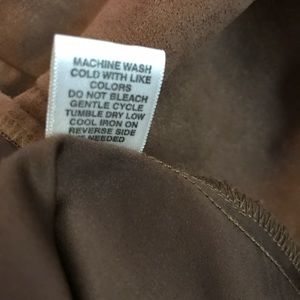 MACHINE WASH
COLD WITH LIKE
COLORS
DO NOT BLEACH
GENTLE CYCLE
TUMBLE DRY LOW
COOL IRON ON
REVERSE SIDE
NEEDED